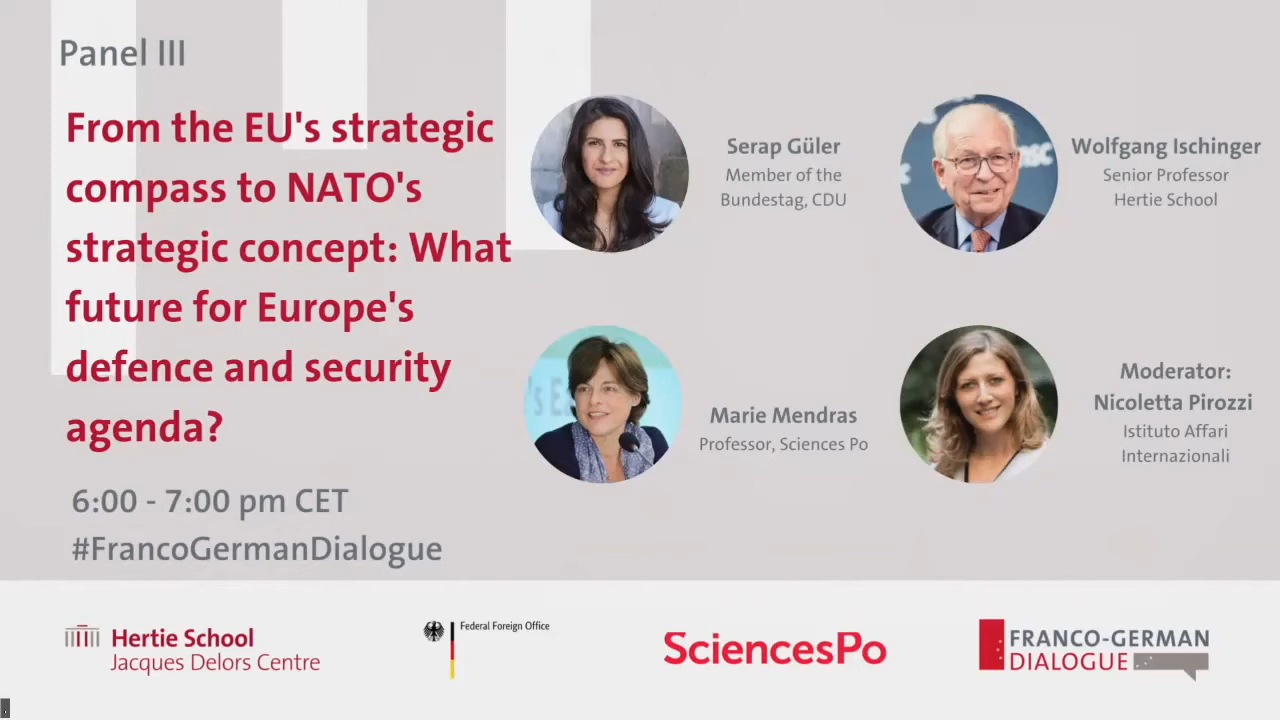 Panel III
From the EU's strategic
compass to NATO's
strategic concept: What
future for Europe's
defence and security
agenda?
6:00 - 7:00 pm CET
#FrancoGermanDialogue
Serap Güler
Member of the
Bundestag, CDU
Wolfgang Ischinger
Senior Professor
Hertie School
Marie Mendras
Professor, Sciences Po
Moderator:
Nicoletta Pirozzi
Istituto Affari
Internazionali
Hertie School
Jacques Delors Centre
Federal Foreign Office
SciencesPo
FRANCO-GERMAN
DIALOGUE